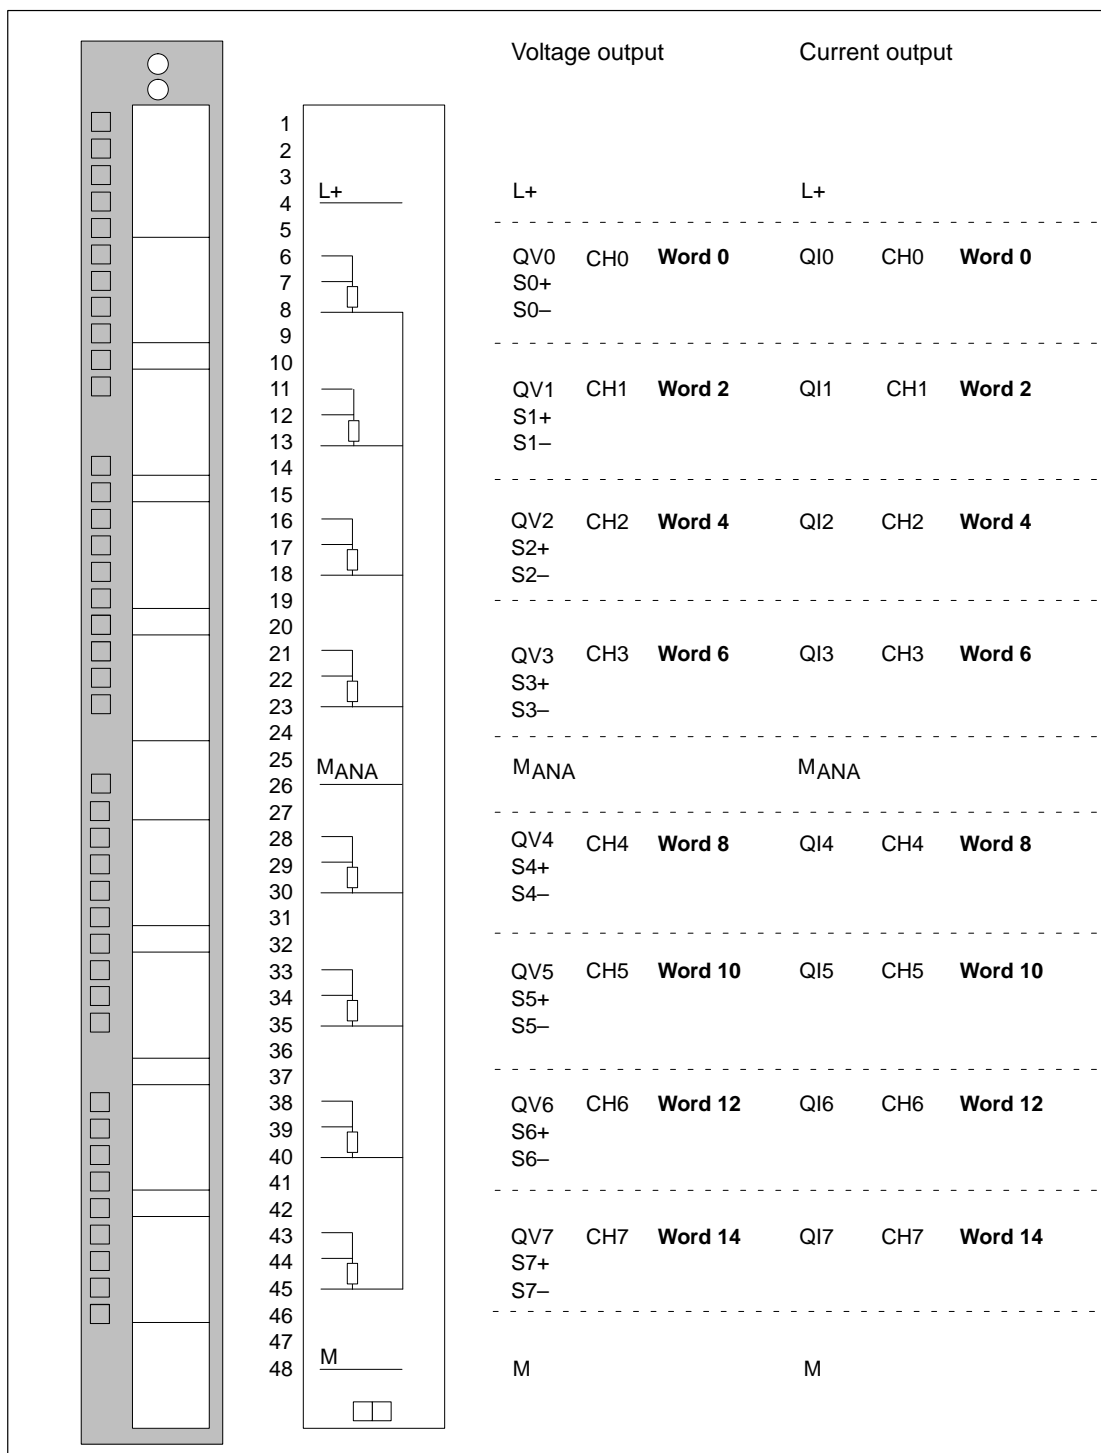 Voltage output Current output
1
2
3
L+ L+ L+
4
5
6 QV0 CH0 Word 0 QI0 CH0 Word 0
7 S0+
8 S0–
9
10
11 QV1 CH1 Word 2 QI1 CH1 Word 2
12 S1+
13 S1–
14
15
16 QV2 CH2 Word 4 QI2 CH2 Word 4
17 S2+
18 S2–
19
20
21 QV3 CH3 Word 6 QI3 CH3 Word 6
22 S3+
23 S3–
24
25
MANA MANA MANA
26
27
28 QV4 CH4 Word 8 QI4 CH4 Word 8
29 S4+
30 S4–
31
32
33 QV5 CH5 Word 10 QI5 CH5 Word 10
34 S5+
35 S5–
36
37
38 QV6 CH6 Word 12 QI6 CH6 Word 12
39 S6+
40 S6–
41
42
43 QV7 CH7 Word 14 QI7 CH7 Word 14
44 S7+
45 S7–
46
47
48 M M M